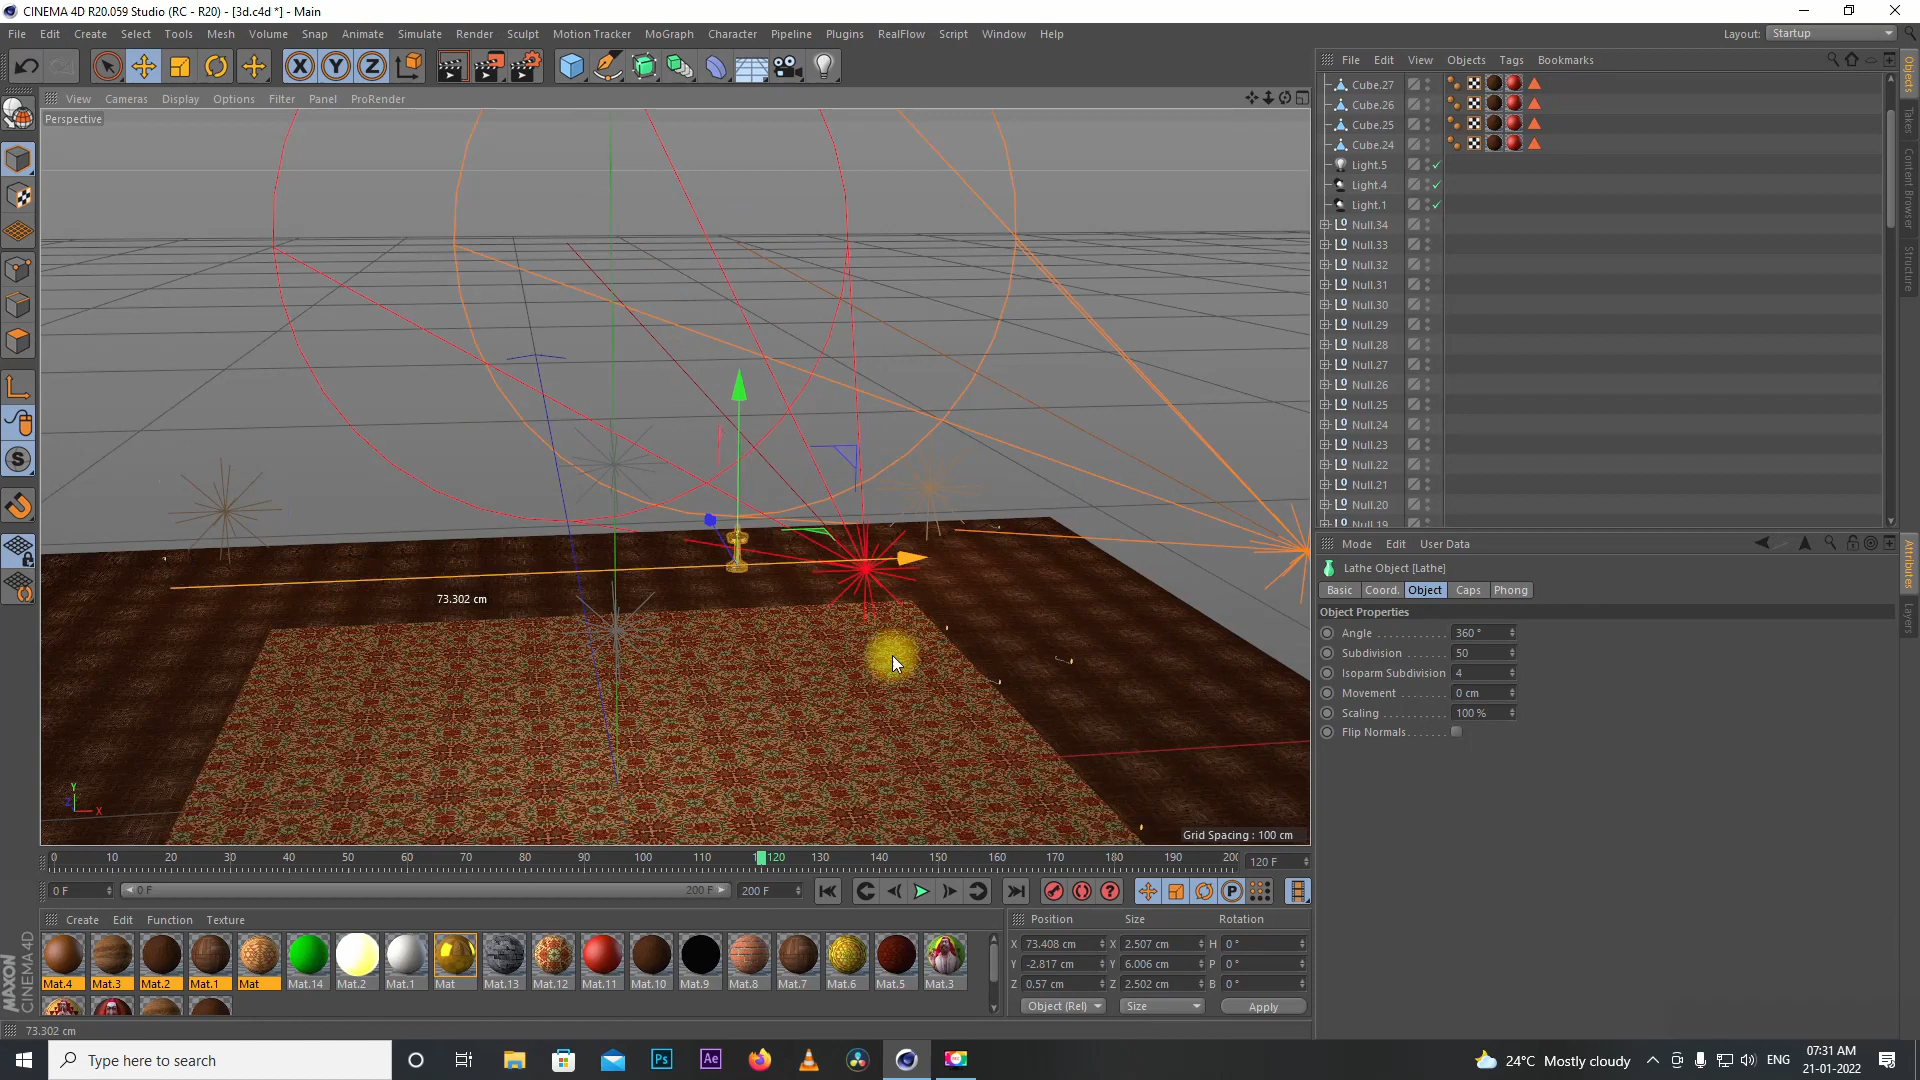 CINEMA 4D R20.059 Studio (RC - R20) - [3d.c4d *] - Main
File Edit Create Select Tools Mesh Volume Snap Animate Simulate Render Sculpt Motion Tracker MoGraph Character Pipeline Plugins RealFlow Script Window Help
Layout: Startup
View Cameras Display Options Filter Panel ProRender
Perspective
73.302 cm
Grid Spacing : 100 cm
File Edit View Objects Tags Bookmarks
Cube.27
Cube.26
Cube.25
Cube.24
Light.5
Light.4
Light.1
Null.34
Null.33
Null.32
Null.31
Null.30
Null.29
Null.28
Null.27
Null.26
Null.25
Null.24
Null.23
Null.22
Null.21
Null.20
Null.19
Objects
Takes
Content Browser
Structure
Mode Edit User Data
Lathe Object [Lathe]
Basic Coord. Object Caps Phong
Object Properties
Angle 360 °
Subdivision 50
Isoparm Subdivision 4
Movement 0 cm
Scaling 100 %
Flip Normals
Attributes
Layers
0 10 20 30 40 50 60 70 80 90 100 110 120 130 140 150 160 170 180 190 200
120 F
0 F 0 F 200 F 200 F
Create Edit Function Texture
Mat.4 Mat.3 Mat.2 Mat.1 Mat Mat.14 Mat.2 Mat.1 Mat Mat.13 Mat.12 Mat.11 Mat.10 Mat.9 Mat.8 Mat.7 Mat.6 Mat.5 Mat.3
Position Size Rotation
X 73.408 cm X 2.507 cm H 0 °
Y -2.817 cm Y 6.006 cm P 0 °
Z 0.57 cm Z 2.502 cm B 0 °
Object (Rel) Size Apply
MAXON
CINEMA 4D
73.302 cm
Type here to search
Ps
Ae
24°C Mostly cloudy
ENG
07:31 AM
21-01-2022